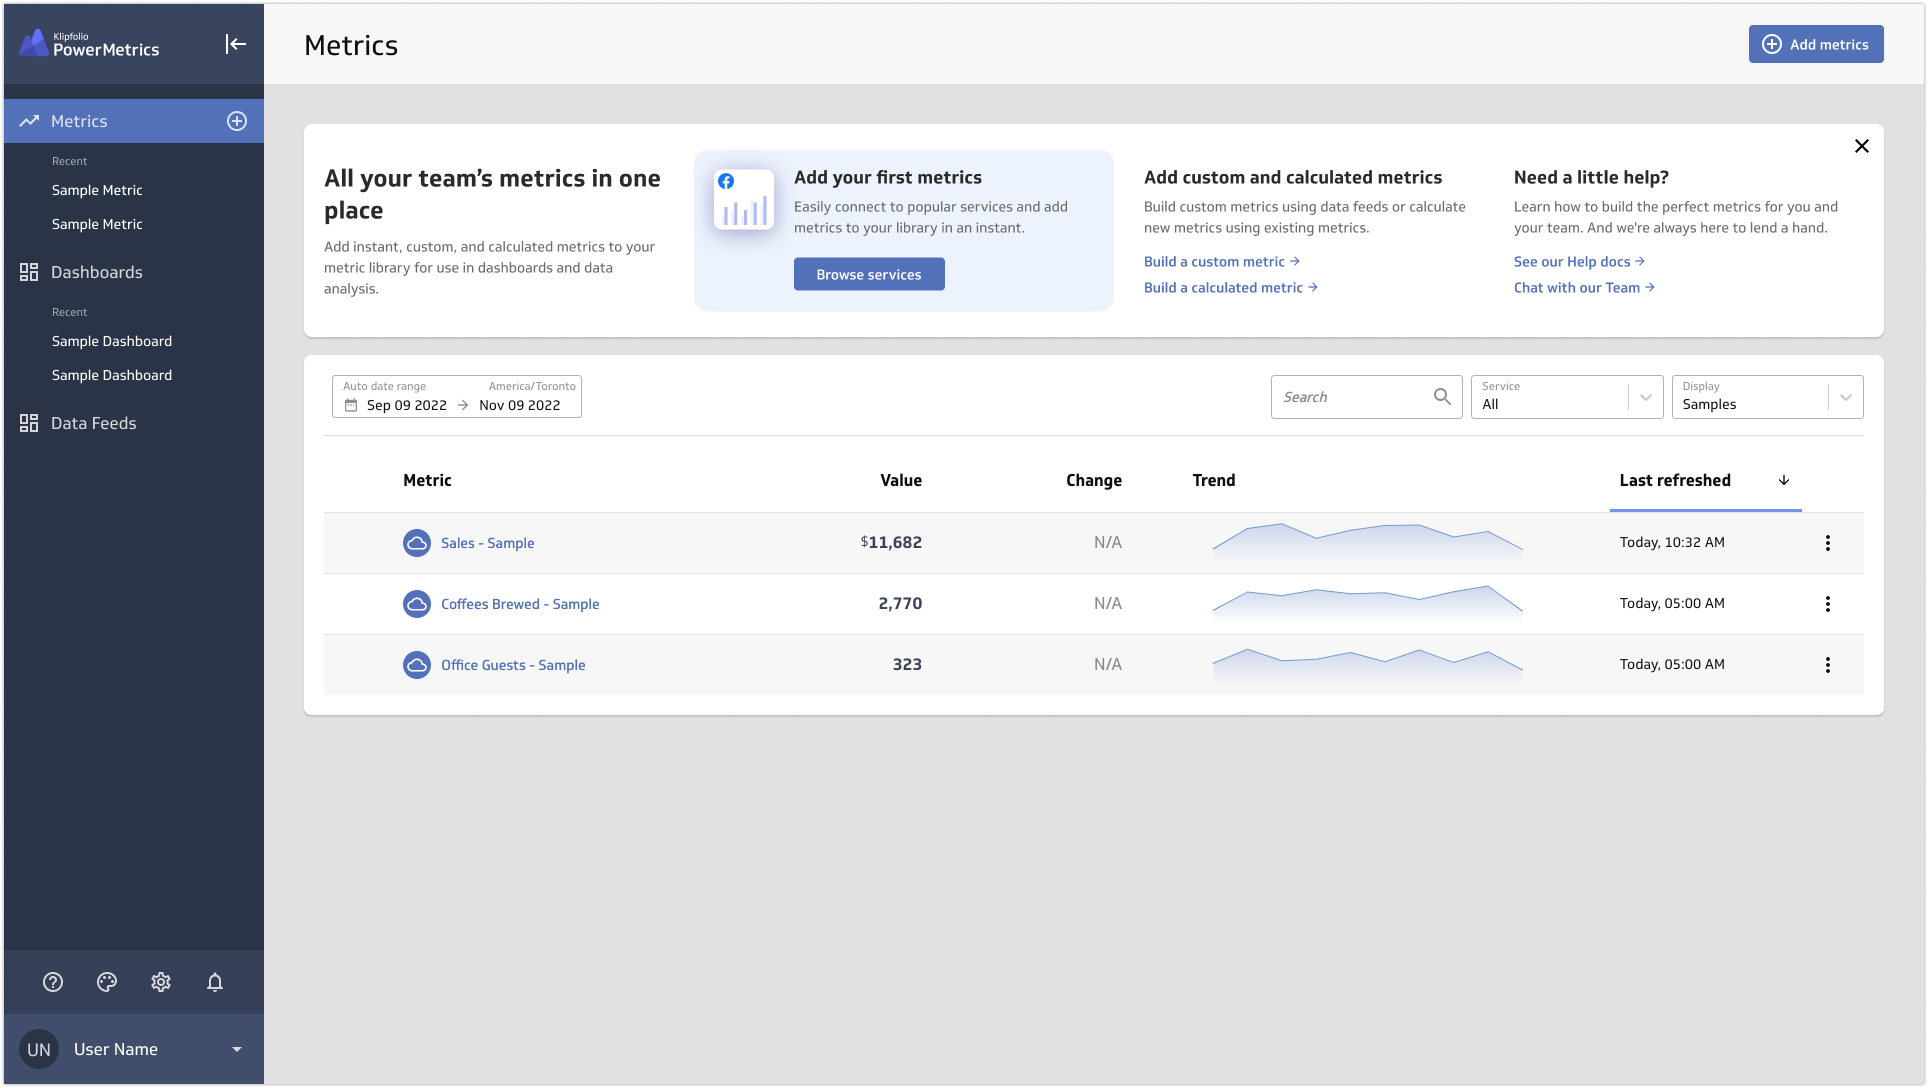 Klipfolio
PowerMetrics
Metrics
Recent
Sample Metric
Sample Metric
Dashboards
Recent
Sample Dashboard
Sample Dashboard
Data Feeds
UN User Name
Metrics
Add metrics
All your team’s metrics in one
place
Add instant, custom, and calculated metrics to your
metric library for use in dashboards and data
analysis.
Add your first metrics
Easily connect to popular services and add
metrics to your library in an instant.
Browse services
Add custom and calculated metrics
Build custom metrics using data feeds or calculate
new metrics using existing metrics.
Build a custom metric →
Build a calculated metric →
Need a little help?
Learn how to build the perfect metrics for you and
your team. And we're always here to lend a hand.
See our Help docs →
Chat with our Team →
Auto date range America/Toronto
Sep 09 2022 → Nov 09 2022
Search
Service
All
Display
Samples
Metric Value Change Trend Last refreshed ↓
Sales - Sample $11,682 N/A Today, 10:32 AM
Coffees Brewed - Sample 2,770 N/A Today, 05:00 AM
Office Guests - Sample 323 N/A Today, 05:00 AM